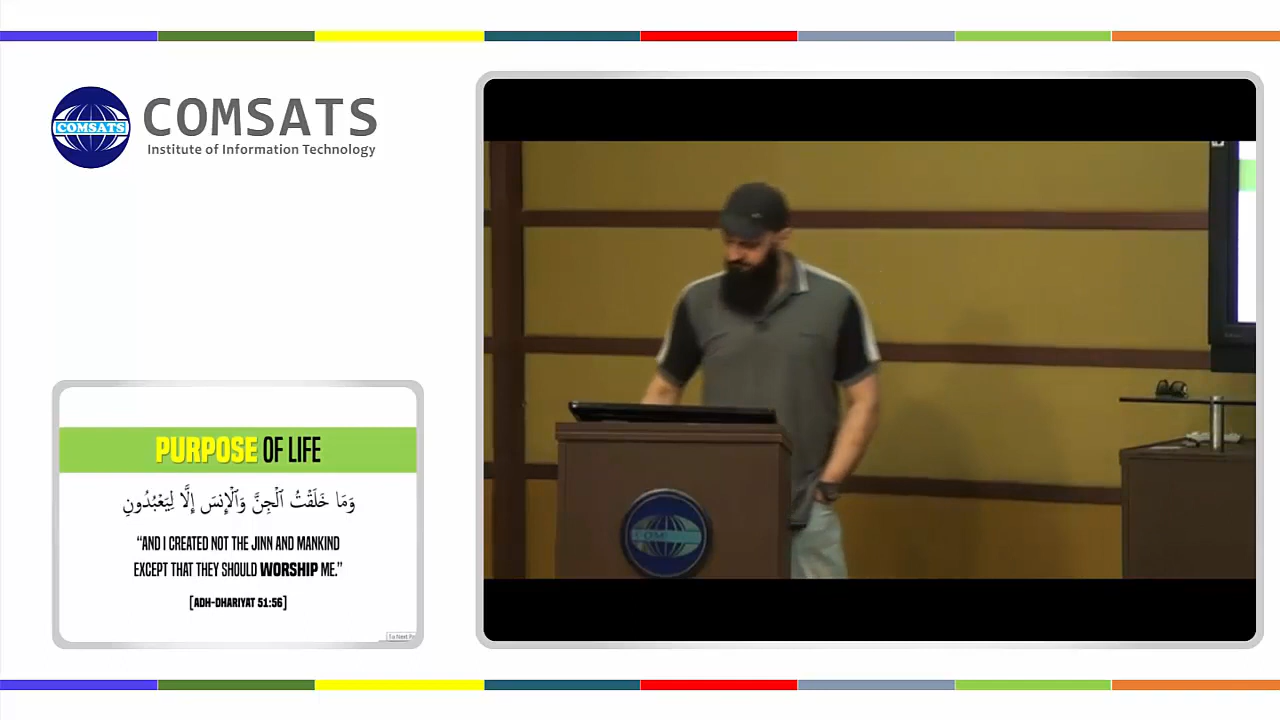 COMSATS
COMSATS
Institute of Information Technology
PURPOSE OF LIFE
وَمَا خَلَقْتُ ٱلْجِنَّ وَٱلْإِنسَ إِلَّا لِيَعْبُدُونِ
“AND I CREATED NOT THE JINN AND MANKIND
EXCEPT THAT THEY SHOULD WORSHIP ME.”
[ADH-DHARIYAT 51:56]
COM